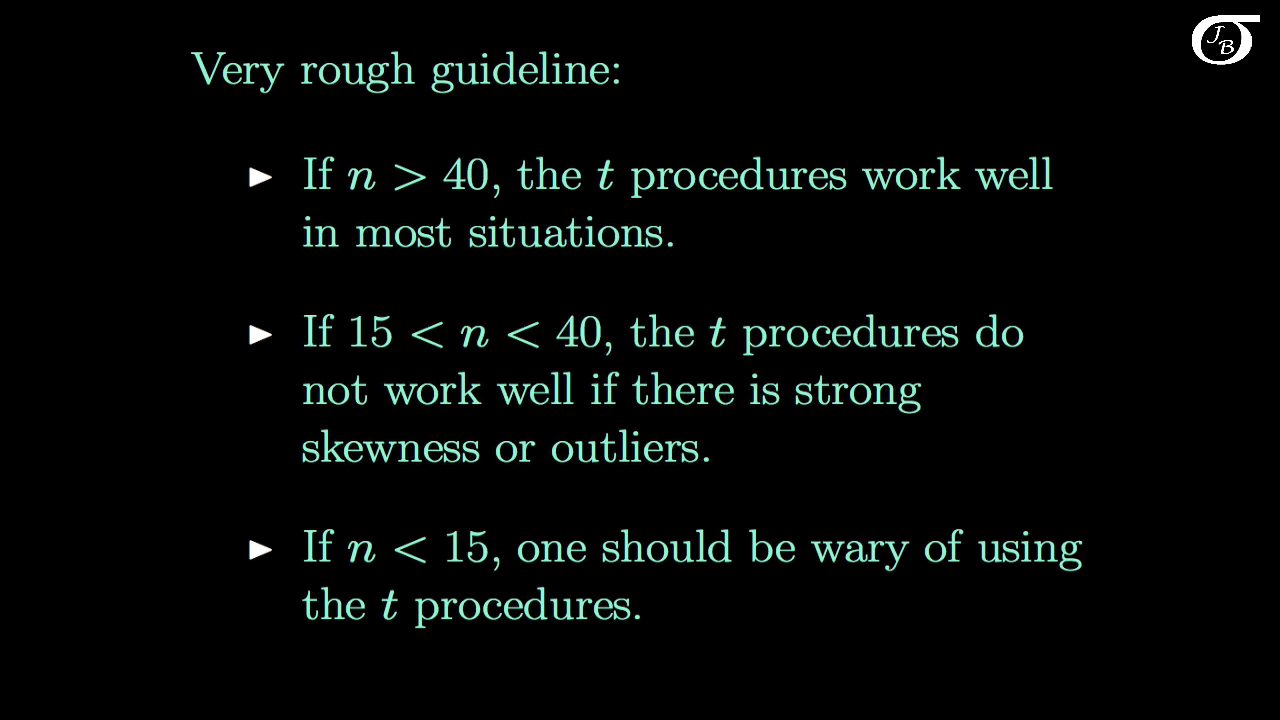 JB
Very rough guideline:
► If n > 40, the t procedures work well
in most situations.
► If 15 < n < 40, the t procedures do
not work well if there is strong
skewness or outliers.
► If n < 15, one should be wary of using
the t procedures.